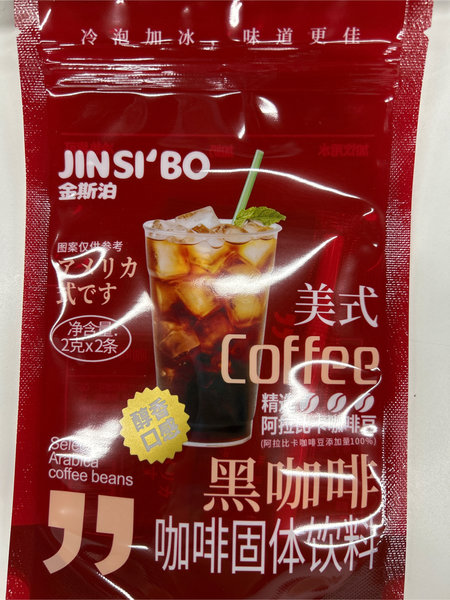 冷泡加冰，味道更佳
JINSI'BO
金斯泊
图案仅供参考
アメリカ
式です
净含量:
2克x2条
美式
Coffee
精选
阿拉比卡咖啡豆
(阿拉比卡咖啡豆添加量100%)
醇香
口感
Select
Arabica
coffee beans
黑咖啡
咖啡固体饮料